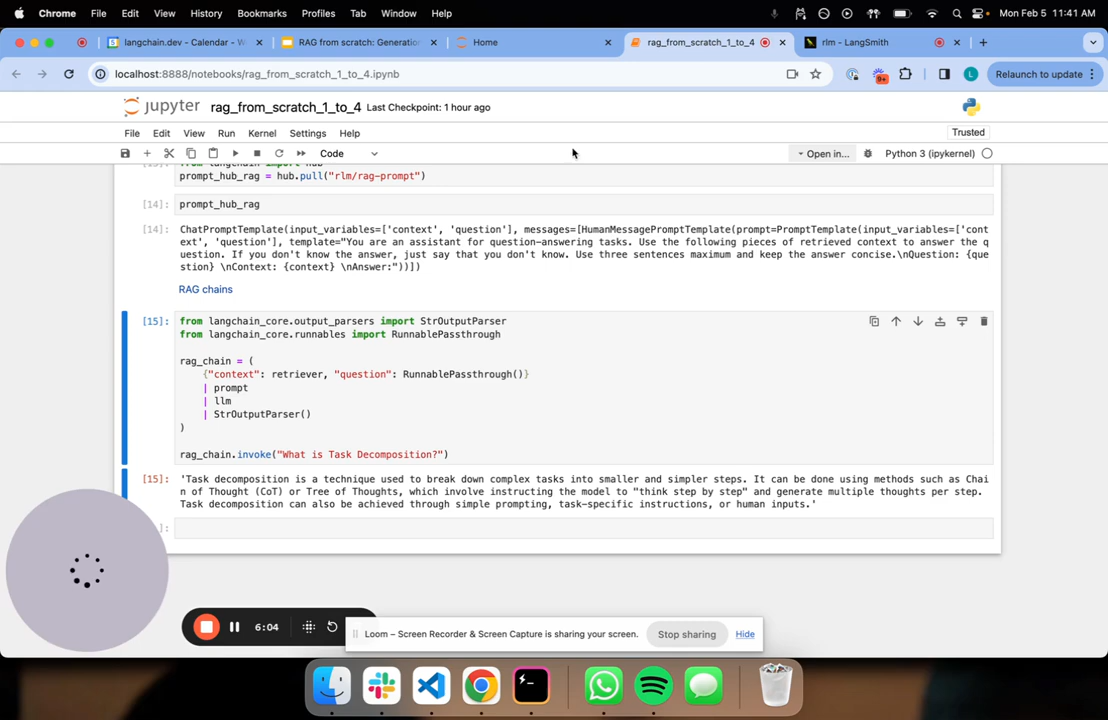 Chrome File Edit View History Bookmarks Profiles Tab Window Help Mon Feb 5 11:41 AM
langchain.dev - Calendar - W RAG from scratch: Generation Home rag_from_scratch_1_to_4 rlm - LangSmith
localhost:8888/notebooks/rag_from_scratch_1_to_4.ipynb 9+ L Relaunch to update
jupyter rag_from_scratch_1_to_4 Last Checkpoint: 1 hour ago
File Edit View Run Kernel Settings Help Trusted
Code Open in... Python 3 (ipykernel)
from langchain import hub
prompt_hub_rag = hub.pull("rlm/rag-prompt")
[14]: prompt_hub_rag
[14]: ChatPromptTemplate(input_variables=['context', 'question'], messages=[HumanMessagePromptTemplate(prompt=PromptTemplate(input_variables=['cont
ext', 'question'], template="You are an assistant for question-answering tasks. Use the following pieces of retrieved context to answer the q
uestion. If you don't know the answer, just say that you don't know. Use three sentences maximum and keep the answer concise.\nQuestion: {que
stion} \nContext: {context} \nAnswer:"))])
RAG chains
[15]: from langchain_core.output_parsers import StrOutputParser
from langchain_core.runnables import RunnablePassthrough
rag_chain = (
{"context": retriever, "question": RunnablePassthrough()}
| prompt
| llm
| StrOutputParser()
)
rag_chain.invoke("What is Task Decomposition?")
[15]: 'Task decomposition is a technique used to break down complex tasks into smaller and simpler steps. It can be done using methods such as Chai
n of Thought (CoT) or Tree of Thoughts, which involve instructing the model to "think step by step" and generate multiple thoughts per step.
Task decomposition can also be achieved through simple prompting, task-specific instructions, or human inputs.'
6:04
Loom – Screen Recorder & Screen Capture is sharing your screen. Stop sharing Hide